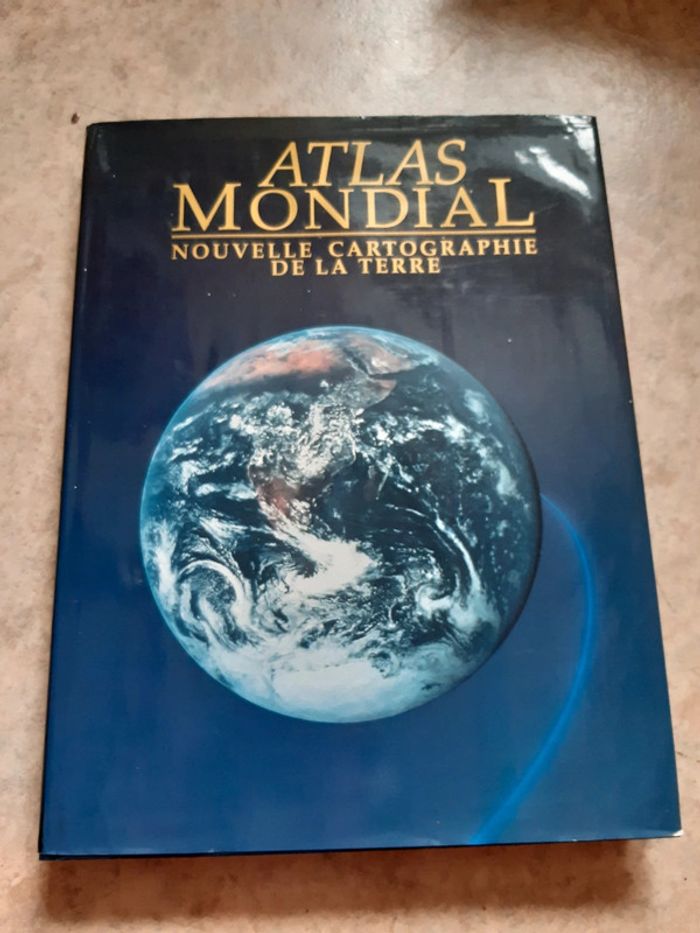 ATLAS
MONDIAL
NOUVELLE CARTOGRAPHIE
DE LA TERRE